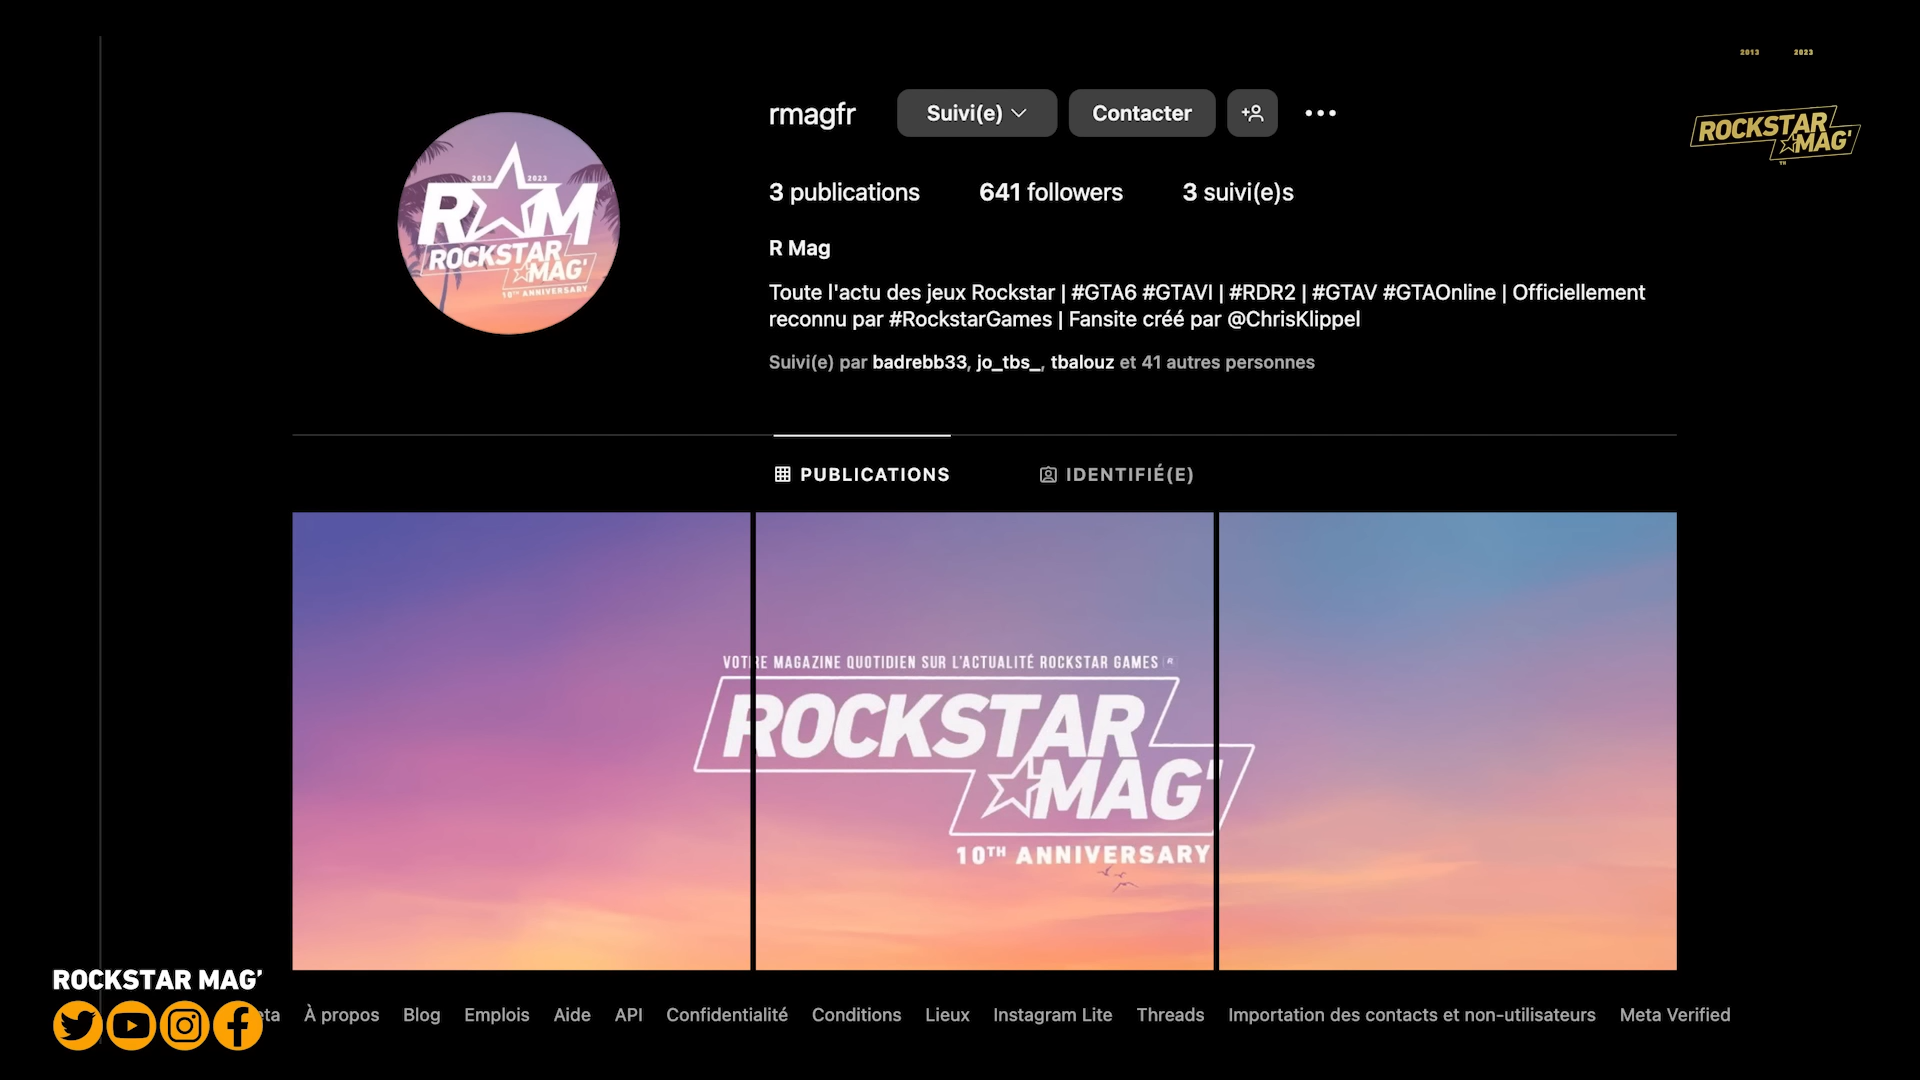 2013 2023
ROCKSTAR
MAG'
TM
rmagfr Suivi(e) Contacter
3 publications 641 followers 3 suivi(e)s
R Mag
Toute l'actu des jeux Rockstar | #GTA6 #GTAVI | #RDR2 | #GTAV #GTAOnline | Officiellement
reconnu par #RockstarGames | Fansite créé par @ChrisKlippel
Suivi(e) par badrebb33, jo_tbs_, tbalouz et 41 autres personnes
2013 2023
R M
ROCKSTAR
MAG'
10TH ANNIVERSARY
PUBLICATIONS IDENTIFIÉ(E)
VOTRE MAGAZINE QUOTIDIEN SUR L'ACTUALITÉ ROCKSTAR GAMES
ROCKSTAR
MAG'
10TH ANNIVERSARY
ROCKSTAR MAG'
eta À propos Blog Emplois Aide API Confidentialité Conditions Lieux Instagram Lite Threads Importation des contacts et non-utilisateurs Meta Verified